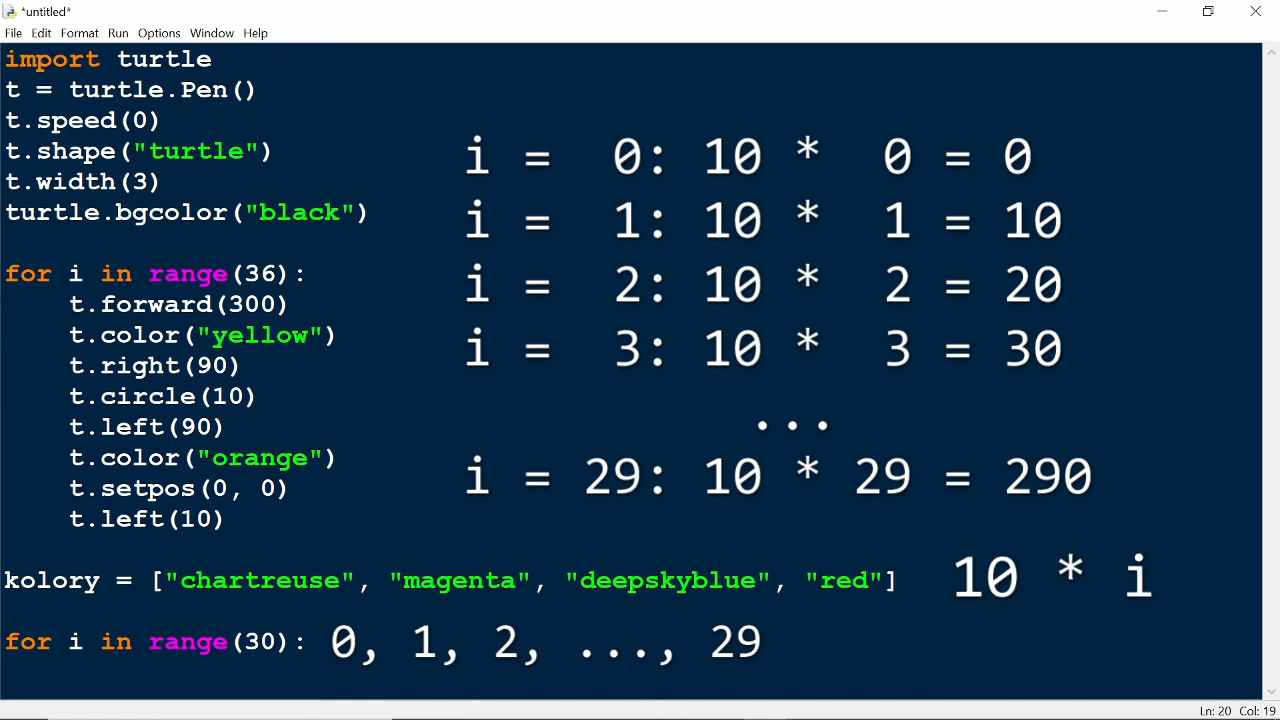 *untitled*
File Edit Format Run Options Window Help
import turtle
t = turtle.Pen()
t.speed(0)
t.shape("turtle")
t.width(3)
turtle.bgcolor("black")
for i in range(36):
    t.forward(300)
    t.color("yellow")
    t.right(90)
    t.circle(10)
    t.left(90)
    t.color("orange")
    t.setpos(0, 0)
    t.left(10)
kolory = ["chartreuse", "magenta", "deepskyblue", "red"]
for i in range(30):
i = 0: 10 * 0 = 0
i = 1: 10 * 1 = 10
i = 2: 10 * 2 = 20
i = 3: 10 * 3 = 30
...
i = 29: 10 * 29 = 290
10 * i
0, 1, 2, ..., 29
Ln: 20 Col: 19